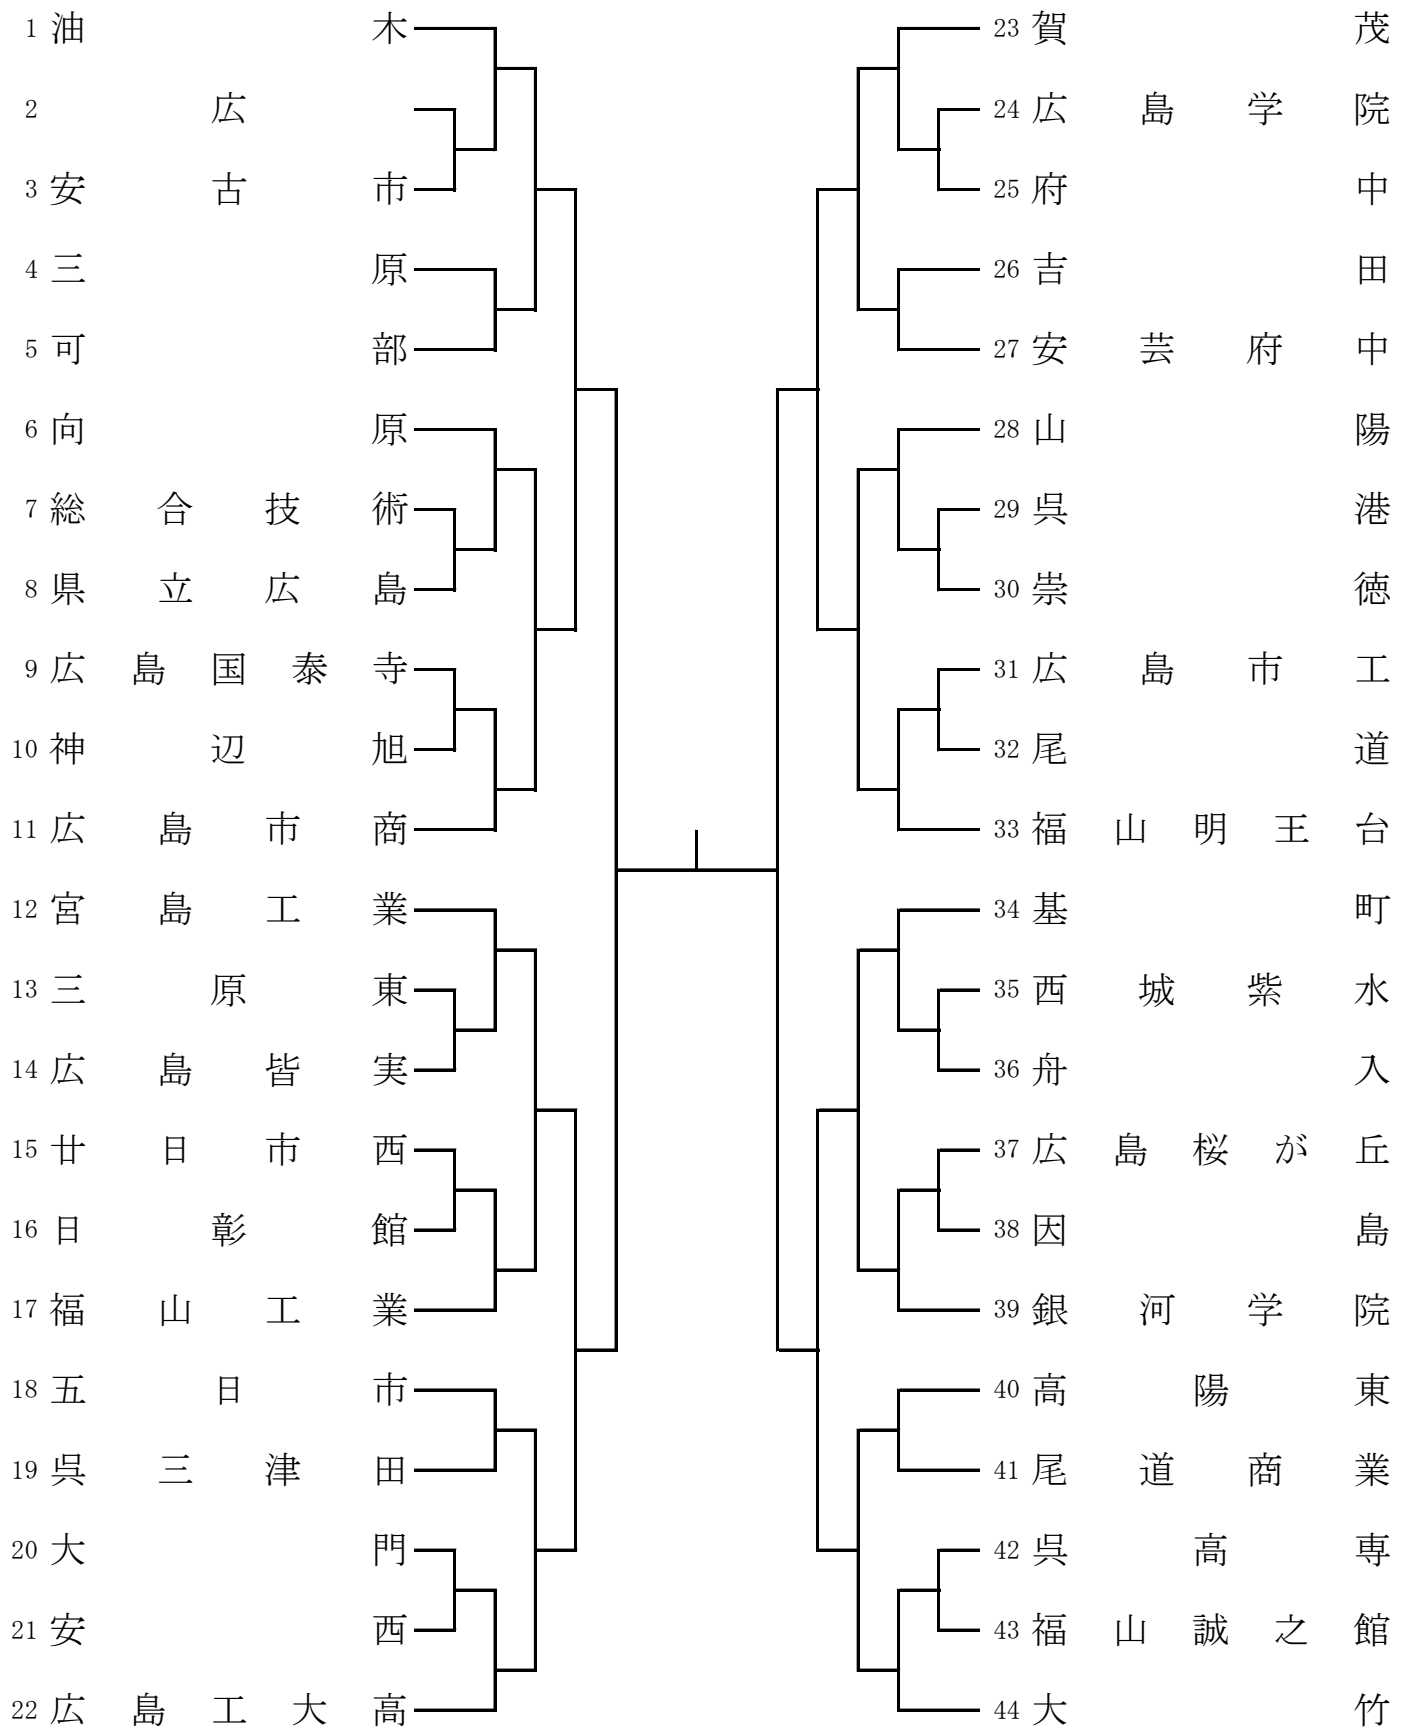 1 油木
2 広
3 安古市
4 三原
5 可部
6 向原
7 総合技術
8 県立広島
9 広島国泰寺
10 神辺旭
11 広島市商
12 宮島工業
13 三原東
14 広島皆実
15 廿日市西
16 日彰館
17 福山工業
18 五日市
19 呉三津田
20 大門
21 安西
22 広島工大高
23 賀茂
24 広島学院
25 府中
26 吉田
27 安芸府中
28 山陽
29 呉港
30 崇徳
31 広島市工
32 尾道
33 福山明王台
34 基町
35 西城紫水
36 舟入
37 広島桜が丘
38 因島
39 銀河学院
40 高陽東
41 尾道商業
42 呉高専
43 福山誠之館
44 大竹